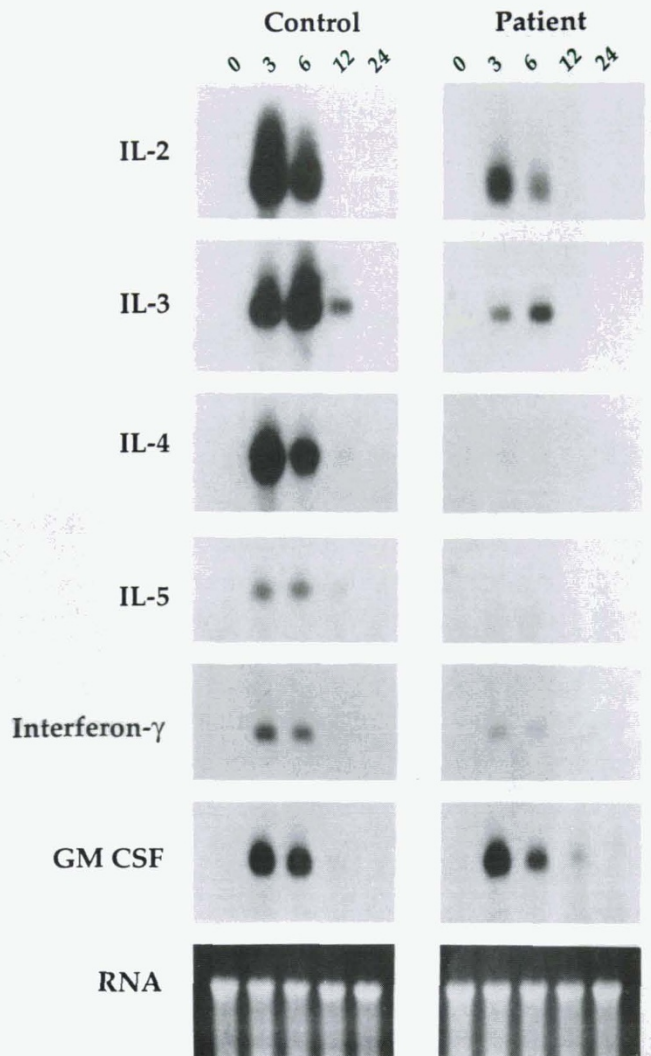 Control Patient
0 3 6 12 24 0 3 6 12 24
IL-2
IL-3
IL-4
IL-5
Interferon-γ
GM CSF
RNA